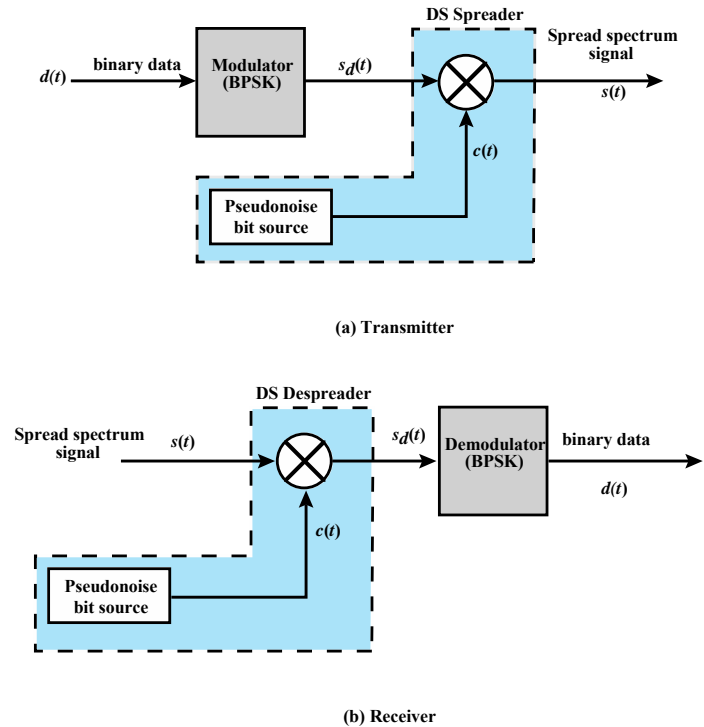 DS Spreader
Spread spectrum
signal
d(t)
binary data
Modulator
(BPSK)
sd(t)
s(t)
c(t)
Pseudonoise
bit source
(a) Transmitter
DS Despreader
Spread spectrum
signal
s(t)
sd(t)
Demodulator
(BPSK)
binary data
d(t)
c(t)
Pseudonoise
bit source
(b) Receiver